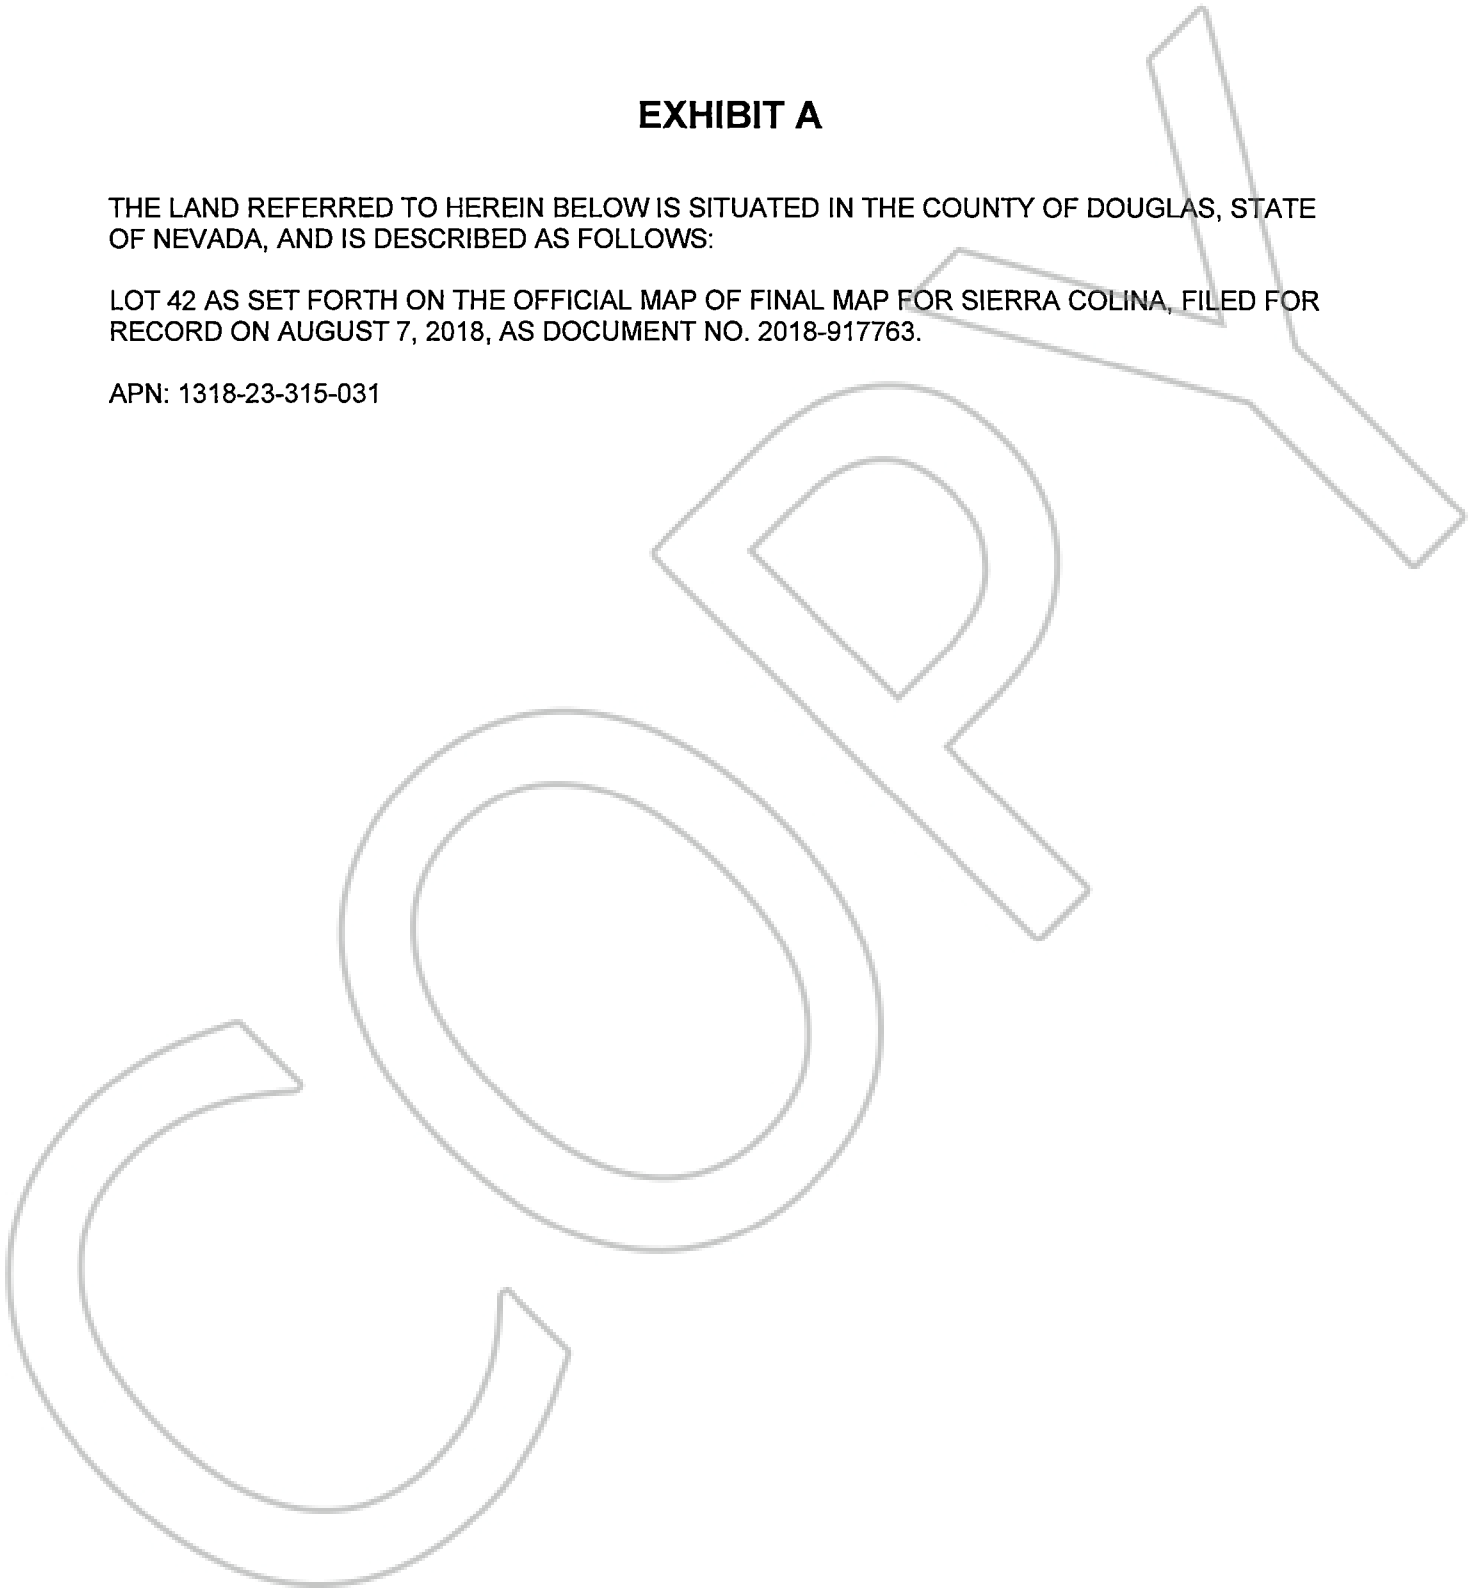 EXHIBIT A
THE LAND REFERRED TO HEREIN BELOW IS SITUATED IN THE COUNTY OF DOUGLAS, STATE
OF NEVADA, AND IS DESCRIBED AS FOLLOWS:
LOT 42 AS SET FORTH ON THE OFFICIAL MAP OF FINAL MAP FOR SIERRA COLINA, FILED FOR
RECORD ON AUGUST 7, 2018, AS DOCUMENT NO. 2018-917763.
APN: 1318-23-315-031
COPY